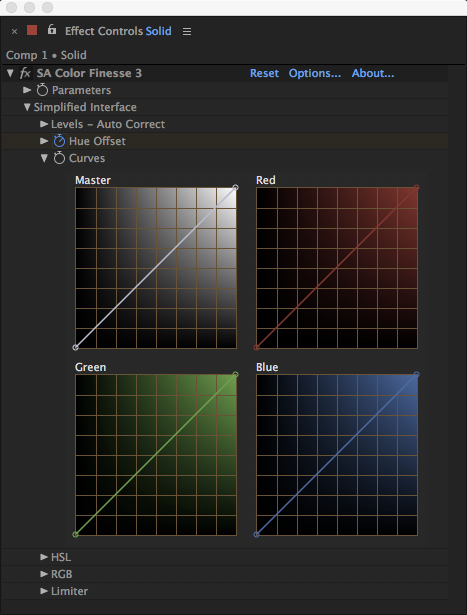 Effect Controls Solid
Comp 1 • Solid
fx SA Color Finesse 3 Reset Options... About...
Parameters
Simplified Interface
Levels - Auto Correct
Hue Offset
Curves
Master Red
Green Blue
HSL
RGB
Limiter